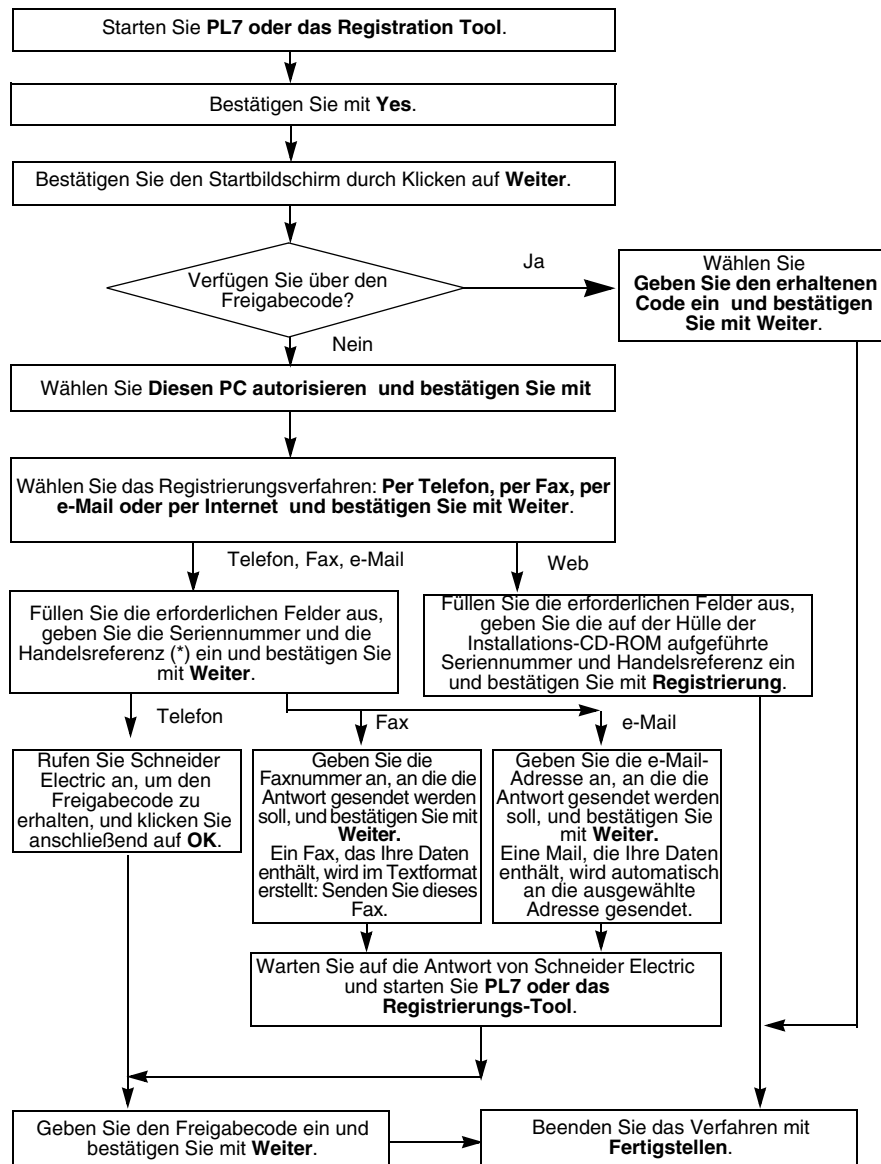 Starten Sie PL7 oder das Registration Tool.
Bestätigen Sie mit Yes.
Bestätigen Sie den Startbildschirm durch Klicken auf Weiter.
Verfügen Sie über den
Freigabecode?
Ja
Wählen Sie
Geben Sie den erhaltenen
Code ein und bestätigen
Sie mit Weiter.
Nein
Wählen Sie Diesen PC autorisieren und bestätigen Sie mit
Wählen Sie das Registrierungsverfahren: Per Telefon, per Fax, per
e-Mail oder per Internet und bestätigen Sie mit Weiter.
Telefon, Fax, e-Mail
Web
Füllen Sie die erforderlichen Felder aus,
geben Sie die Seriennummer und die
Handelsreferenz (*) ein und bestätigen Sie
mit Weiter.
Füllen Sie die erforderlichen Felder aus,
geben Sie die auf der Hülle der
Installations-CD-ROM aufgeführte
Seriennummer und Handelsreferenz ein
und bestätigen Sie mit Registrierung.
Telefon
Fax
e-Mail
Rufen Sie Schneider
Electric an, um den
Freigabecode zu
erhalten, und klicken Sie
anschließend auf OK.
Geben Sie die
Faxnummer an, an die die
Antwort gesendet werden
soll, und bestätigen Sie mit
Weiter.
Ein Fax, das Ihre Daten
enthält, wird im Textformat
erstellt: Senden Sie dieses
Fax.
Geben Sie die e-Mail-
Adresse an, an die die
Antwort gesendet werden
soll, und bestätigen Sie
mit Weiter.
Eine Mail, die Ihre Daten
enthält, wird automatisch
an die ausgewählte
Adresse gesendet.
Warten Sie auf die Antwort von Schneider Electric
und starten Sie PL7 oder das
Registrierungs-Tool.
Geben Sie den Freigabecode ein und
bestätigen Sie mit Weiter.
Beenden Sie das Verfahren mit
Fertigstellen.